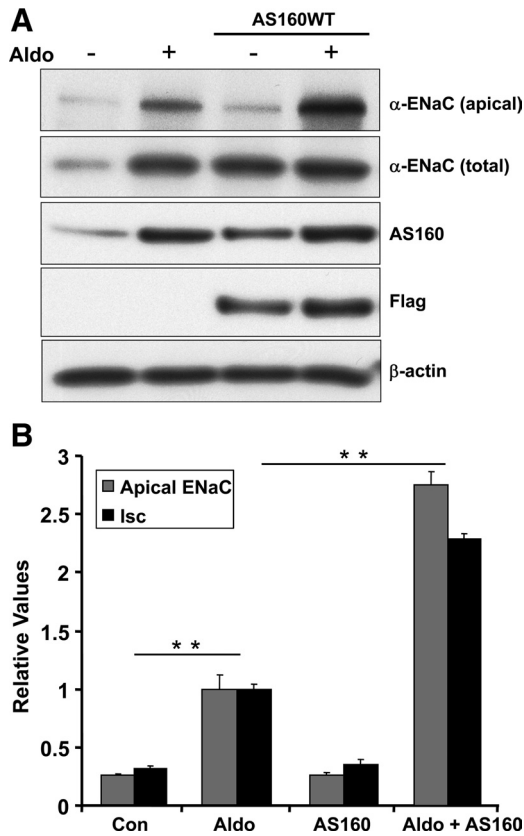 A
AS160WT
Aldo - + - +
α-ENaC (apical)
α-ENaC (total)
AS160
Flag
β-actin
B
3
2.5
2
1.5
1
0.5
0
Relative Values
Apical ENaC
Isc
* *
* *
Con Aldo AS160 Aldo + AS160